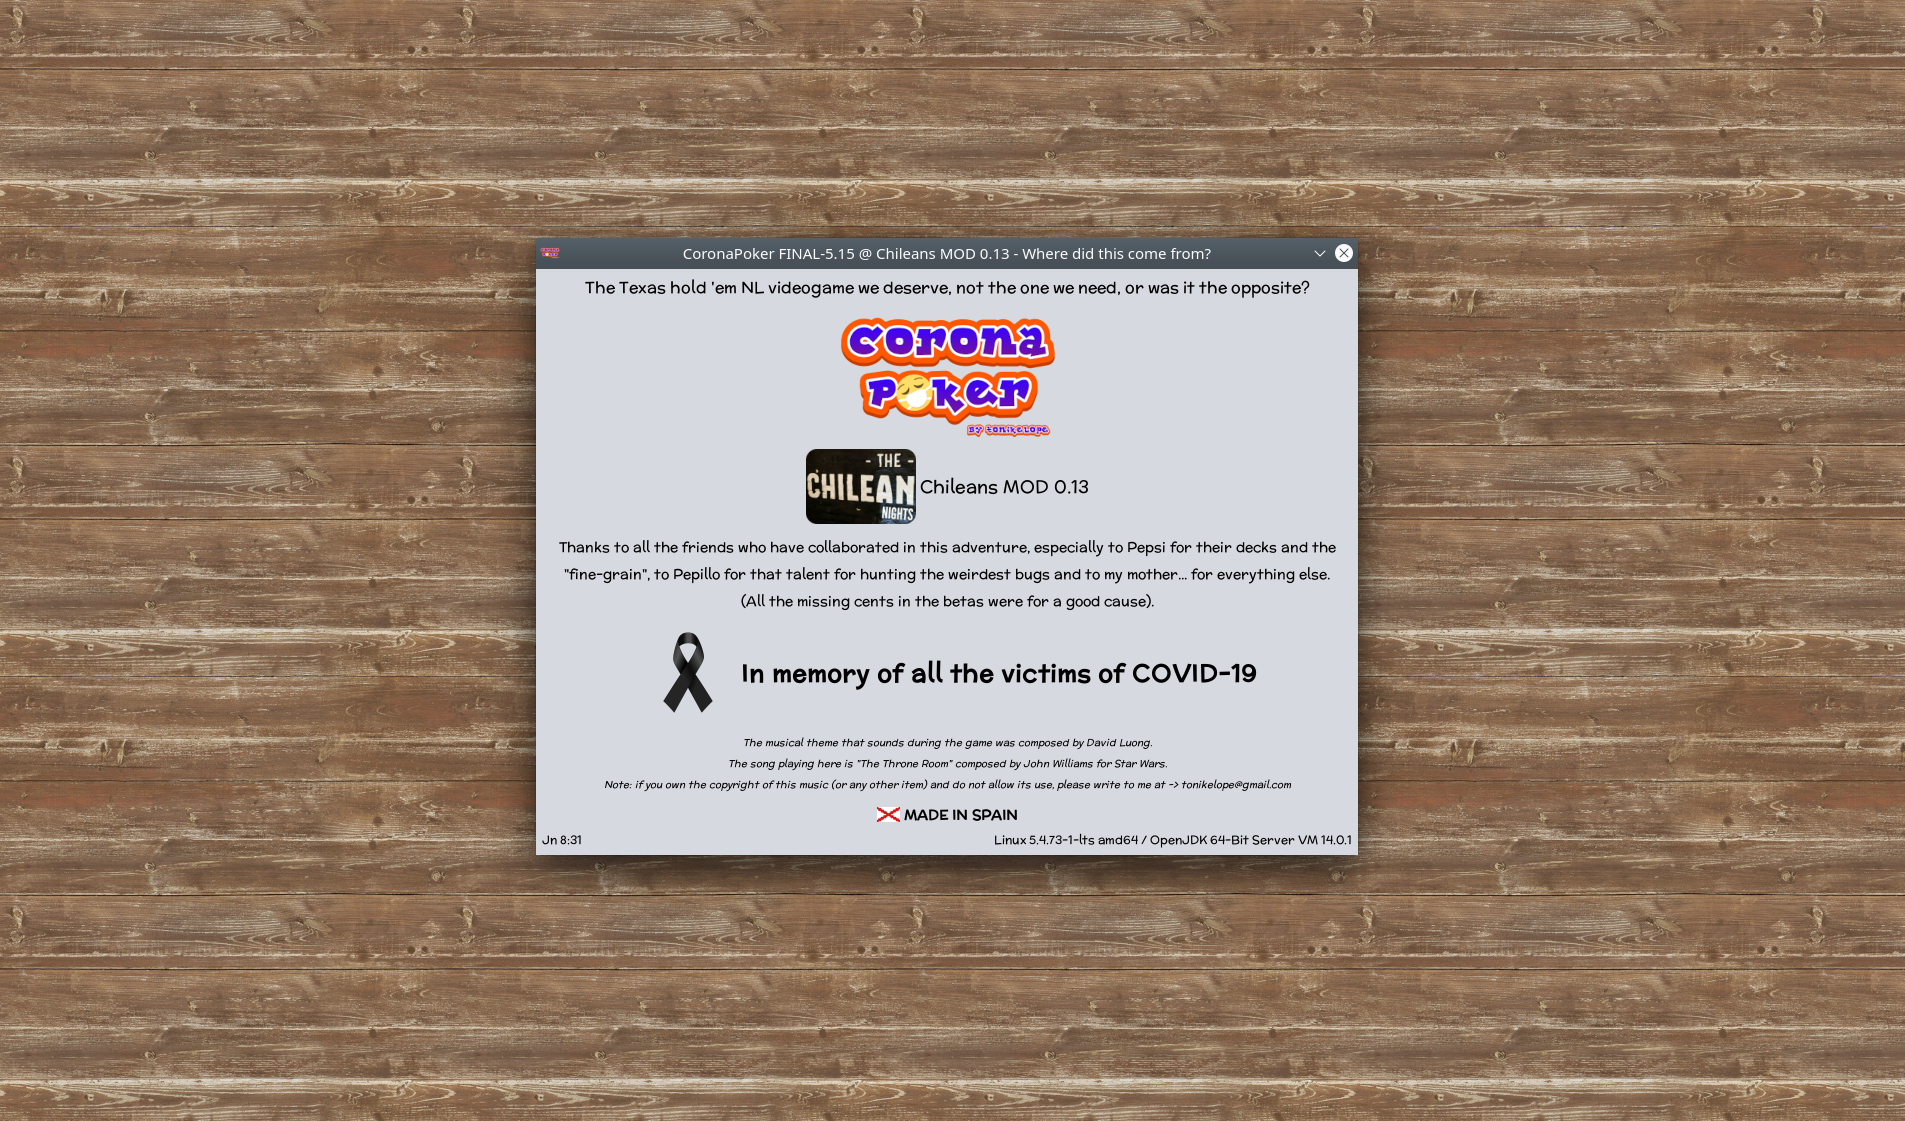 CoronaPoker FINAL-5.15 @ Chileans MOD 0.13 - Where did this come from?
The Texas hold 'em NL videogame we deserve, not the one we need, or was it the opposite?
corona
poker
BY tonikelope
- THE -
CHILEAN
NIGHTS
Chileans MOD 0.13
Thanks to all the friends who have collaborated in this adventure, especially to Pepsi for their decks and the
"fine-grain", to Pepillo for that talent for hunting the weirdest bugs and to my mother... for everything else.
(All the missing cents in the betas were for a good cause).
In memory of all the victims of COVID-19
The musical theme that sounds during the game was composed by David Luong.
The song playing here is "The Throne Room" composed by John Williams for Star Wars.
Note: if you own the copyright of this music (or any other item) and do not allow its use, please write to me at -> tonikelope@gmail.com
MADE IN SPAIN
Jn 8:31
Linux 5.4.73-1-lts amd64 / OpenJDK 64-Bit Server VM 14.0.1